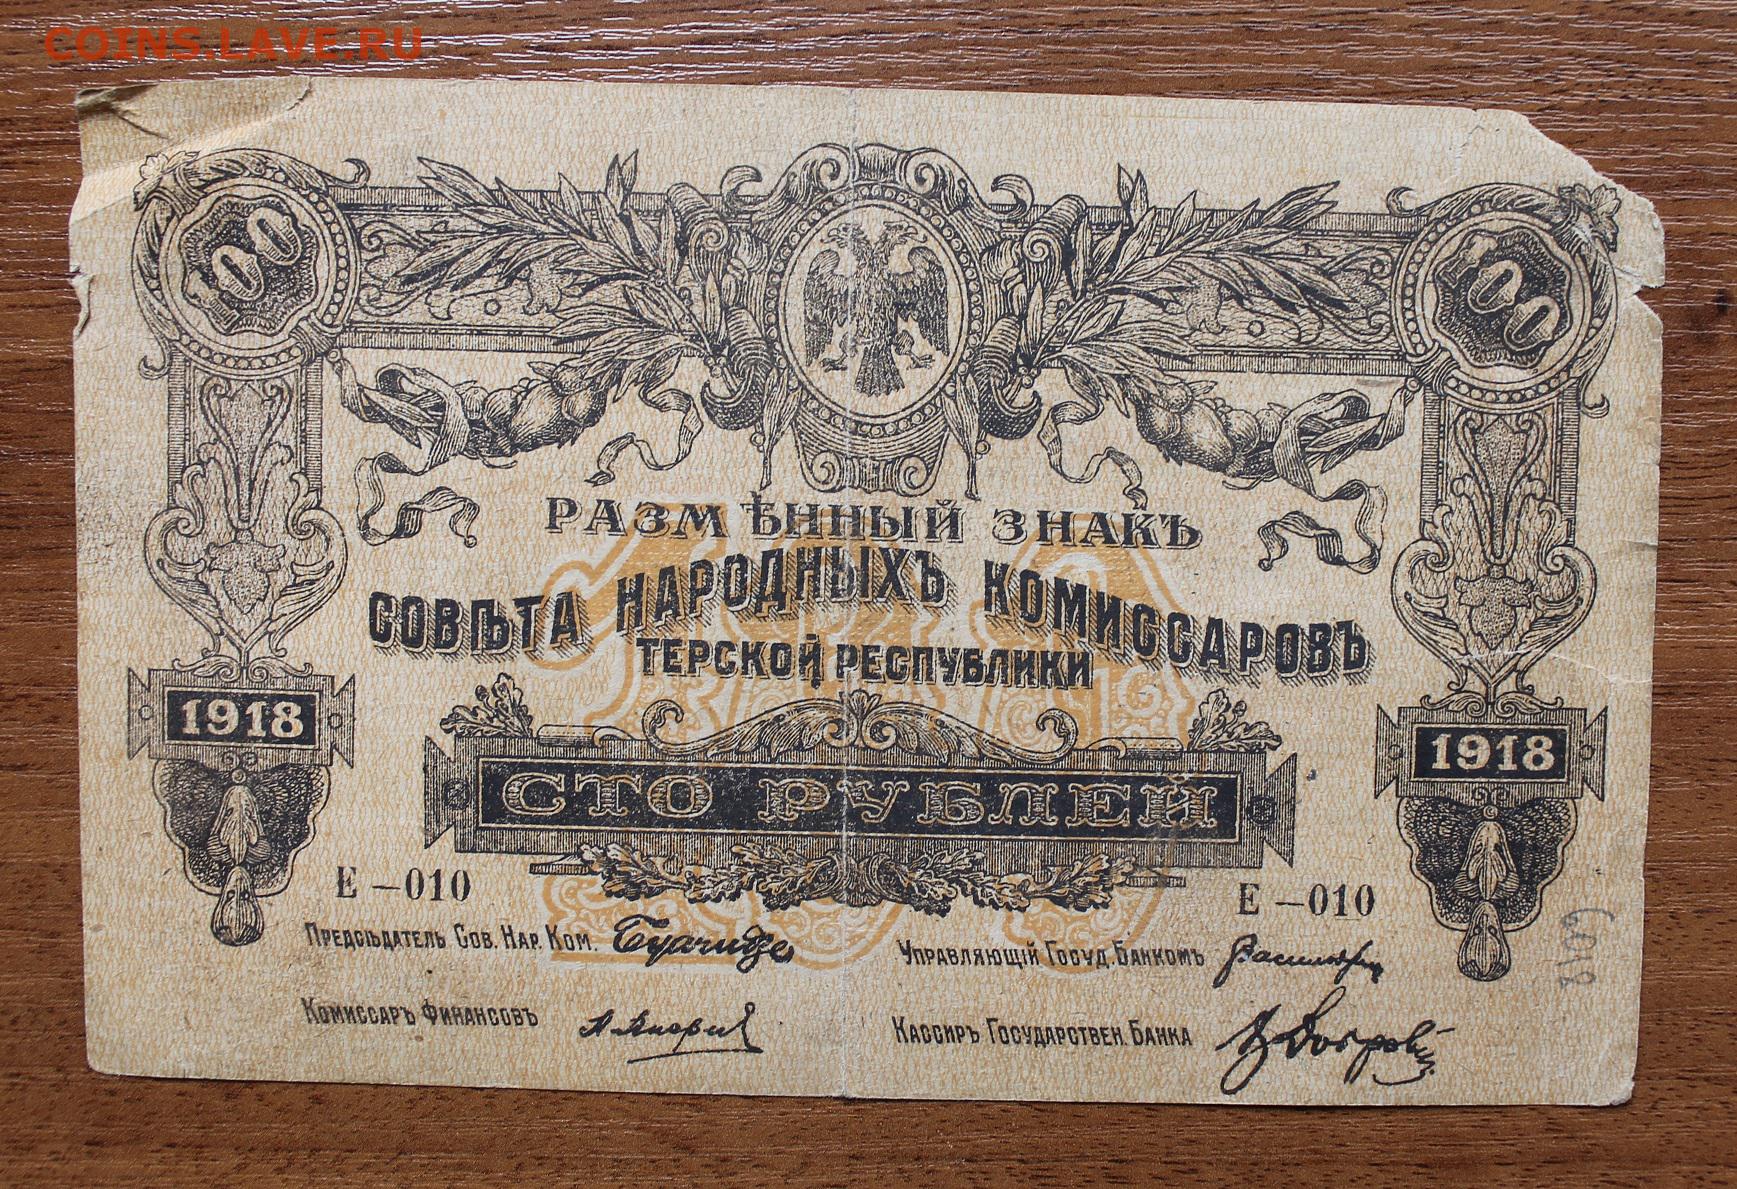 COINS.LAVE.RU
100 100
РАЗМѢННЫЙ ЗНАКЪ
СОВѢТА НАРОДНЫХЪ КОМИССАРОВЪ
ТЕРСКОЙ РЕСПУБЛИКИ
1918 1918
СТО РУБЛЕЙ
Е —010 Е —010
Предсѣдатель Сов. Нар. Ком. Буачидзе Управляющій Госуд. Банкомъ
Комиссаръ Финансовъ Кассиръ Государствен. Банка